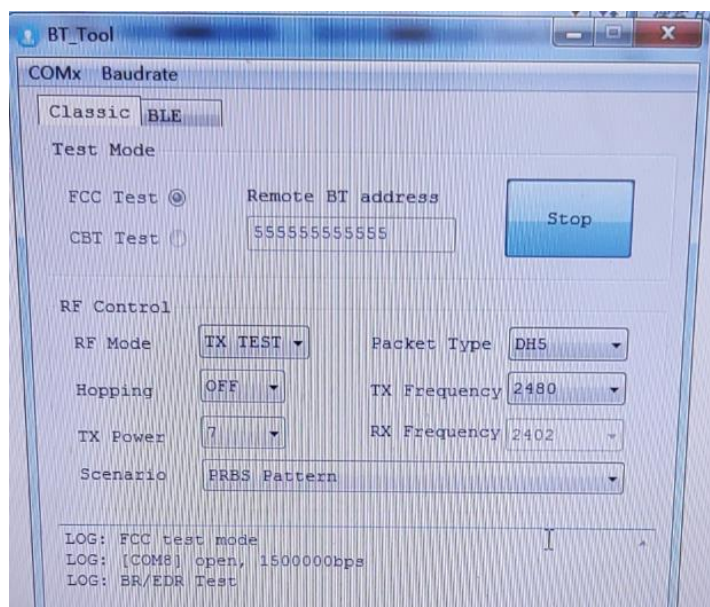 BT_Tool
COMx Baudrate
Classic BLE
Test Mode
FCC Test Remote BT address
CBT Test 555555555555 Stop
RF Control
RF Mode TX TEST Packet Type DH5
Hopping OFF TX Frequency 2480
TX Power 7 RX Frequency 2402
Scenario PRBS Pattern
LOG: FCC test mode
LOG: [COM8] open, 1500000bps
LOG: BR/EDR Test